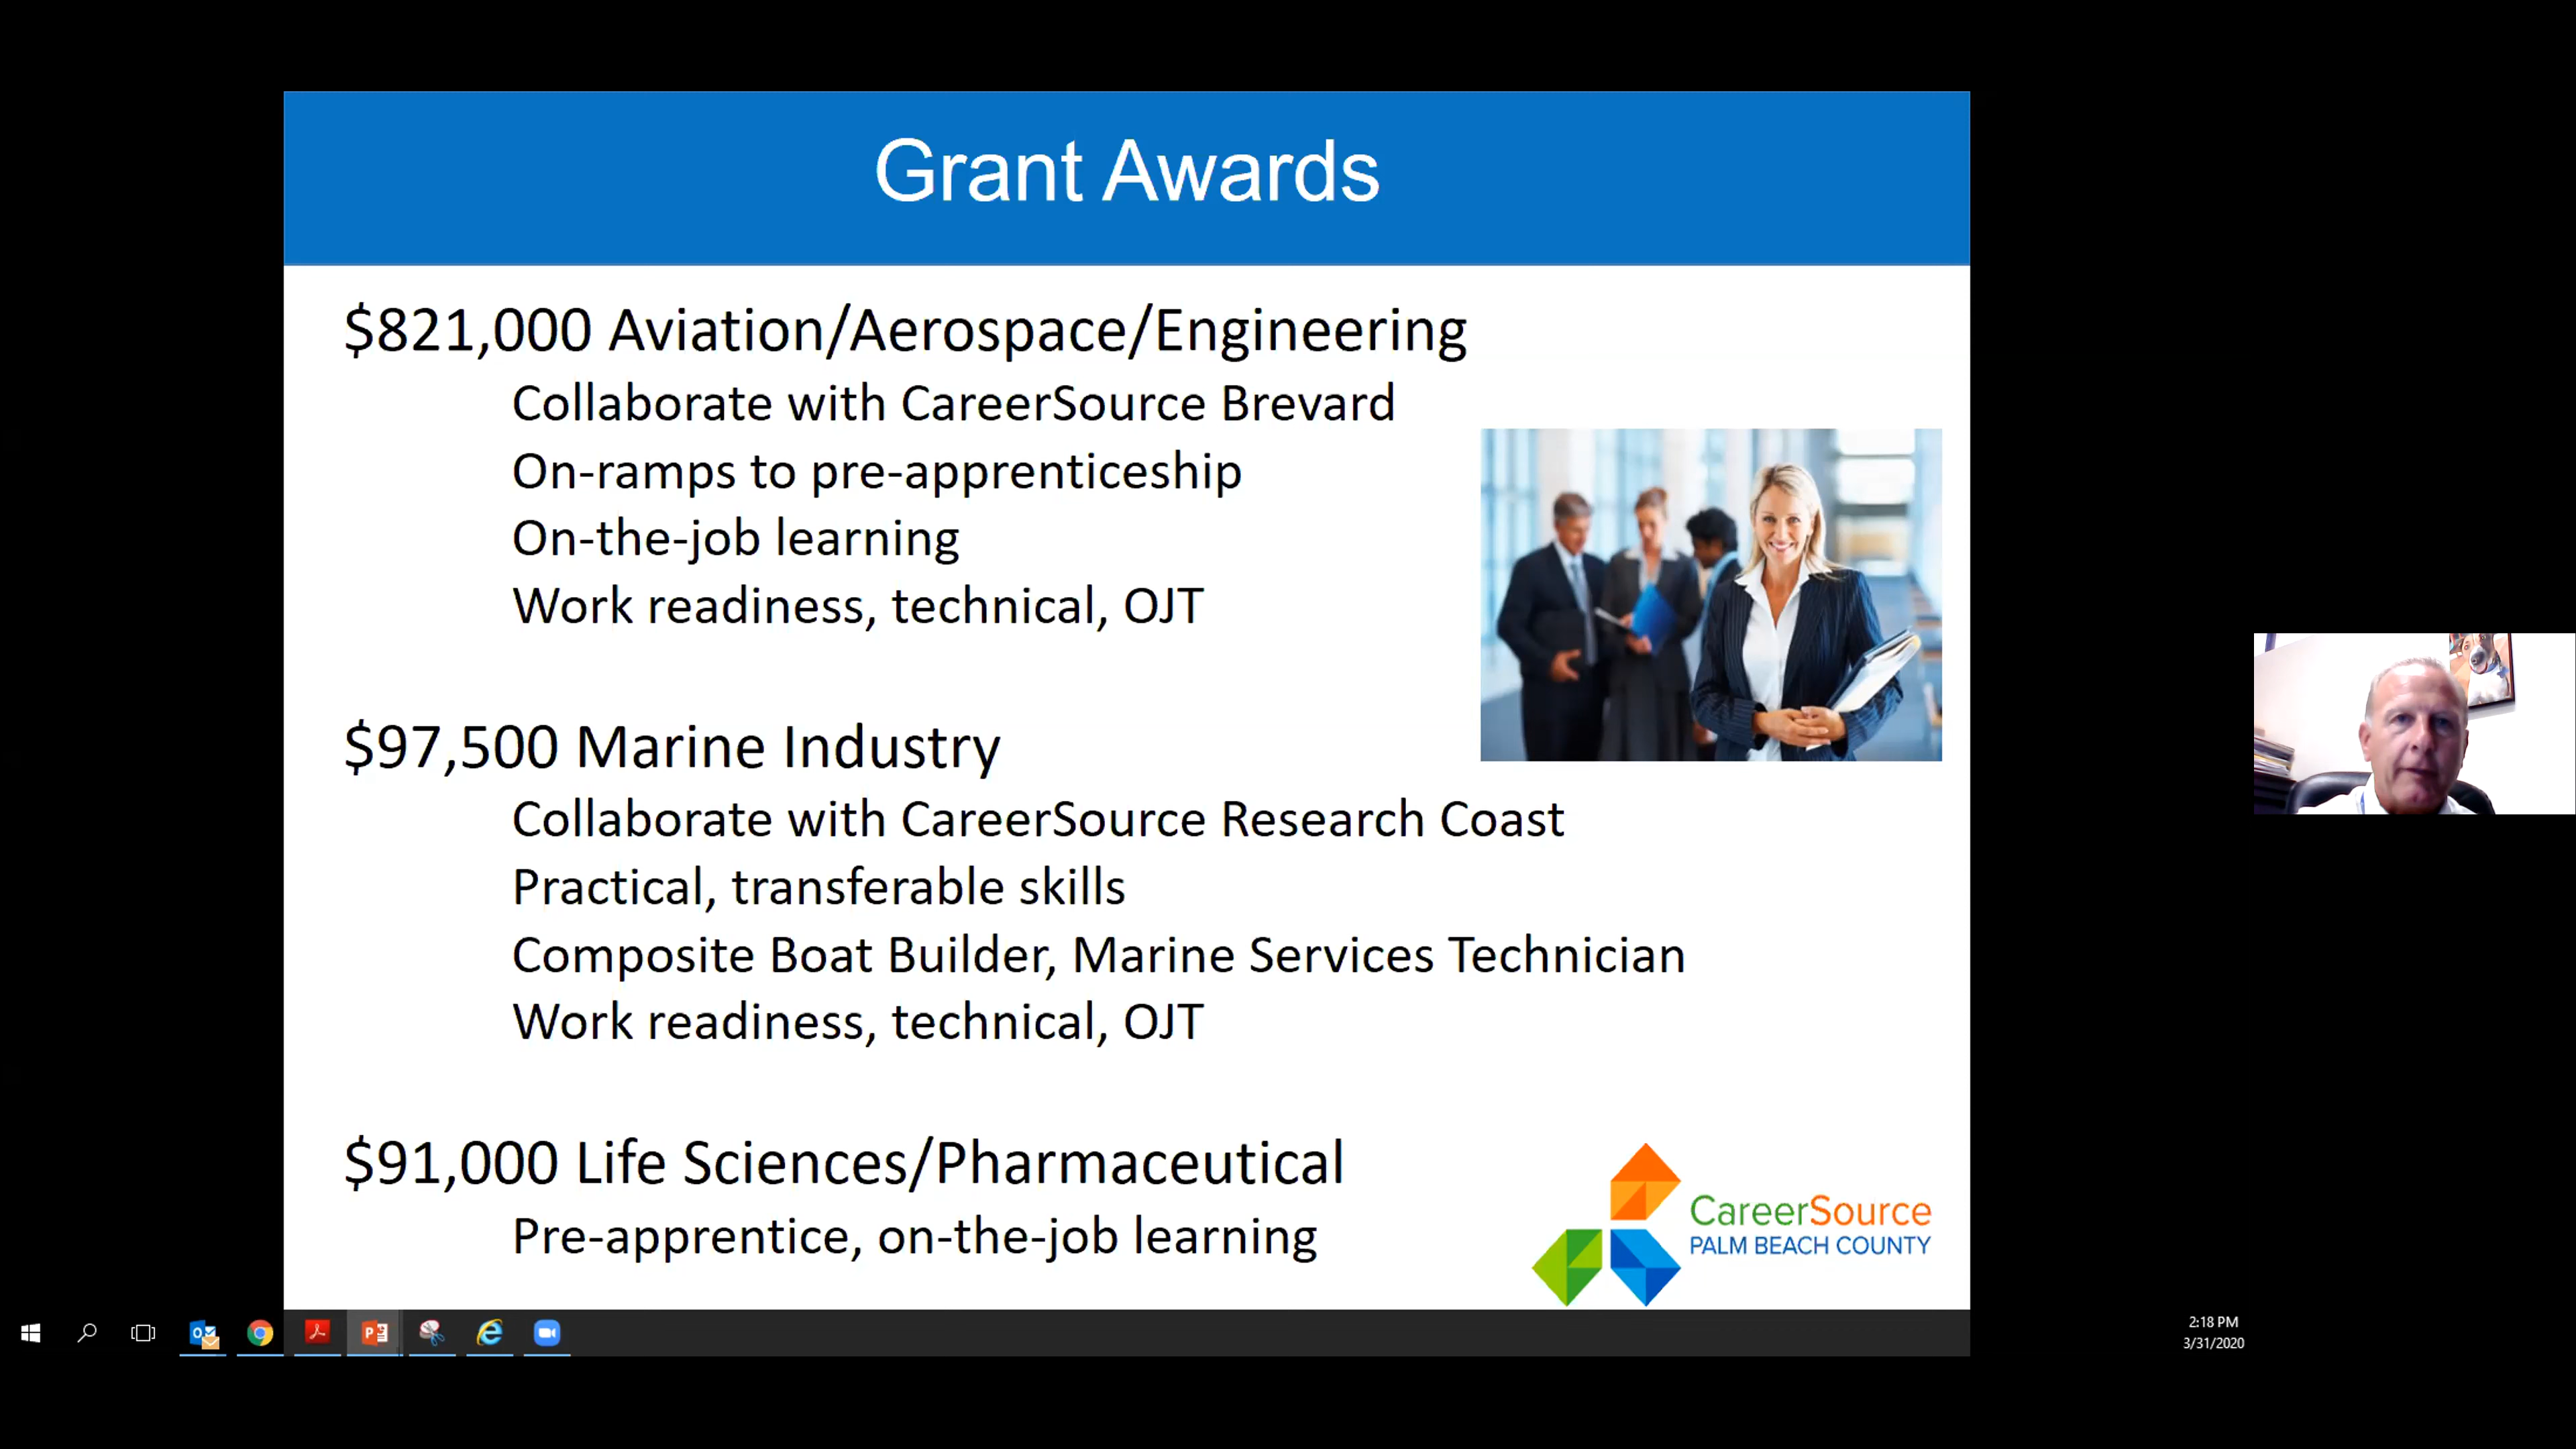 Grant Awards
$821,000 Aviation/Aerospace/Engineering
Collaborate with CareerSource Brevard
On-ramps to pre-apprenticeship
On-the-job learning
Work readiness, technical, OJT
$97,500 Marine Industry
Collaborate with CareerSource Research Coast
Practical, transferable skills
Composite Boat Builder, Marine Services Technician
Work readiness, technical, OJT
$91,000 Life Sciences/Pharmaceutical
Pre-apprentice, on-the-job learning
CareerSource
PALM BEACH COUNTY
2:18 PM
3/31/2020